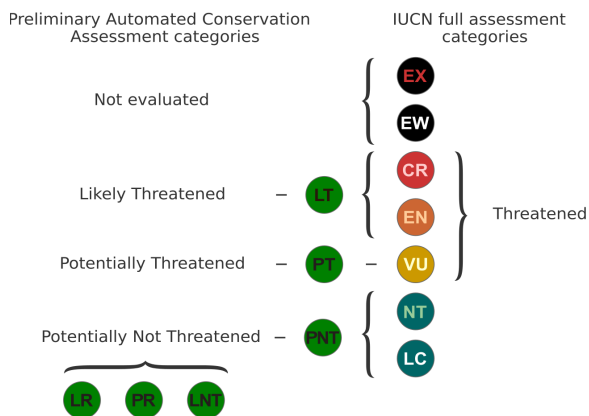 Preliminary Automated Conservation
Assessment categories
IUCN full assessment
categories
Not evaluated
EX
EW
Likely Threatened
LT
CR
EN
Threatened
Potentially Threatened
PT
VU
Potentially Not Threatened
PNT
NT
LC
LR
PR
LNT